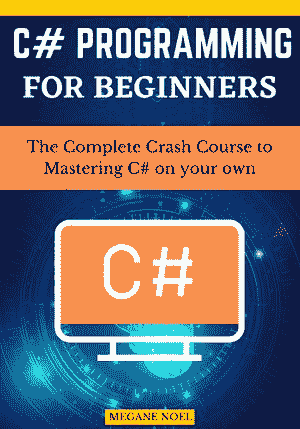 C# PROGRAMMING
FOR BEGINNERS
The Complete Crash Course to
Mastering C# on your own
C#
MEGANE NOEL